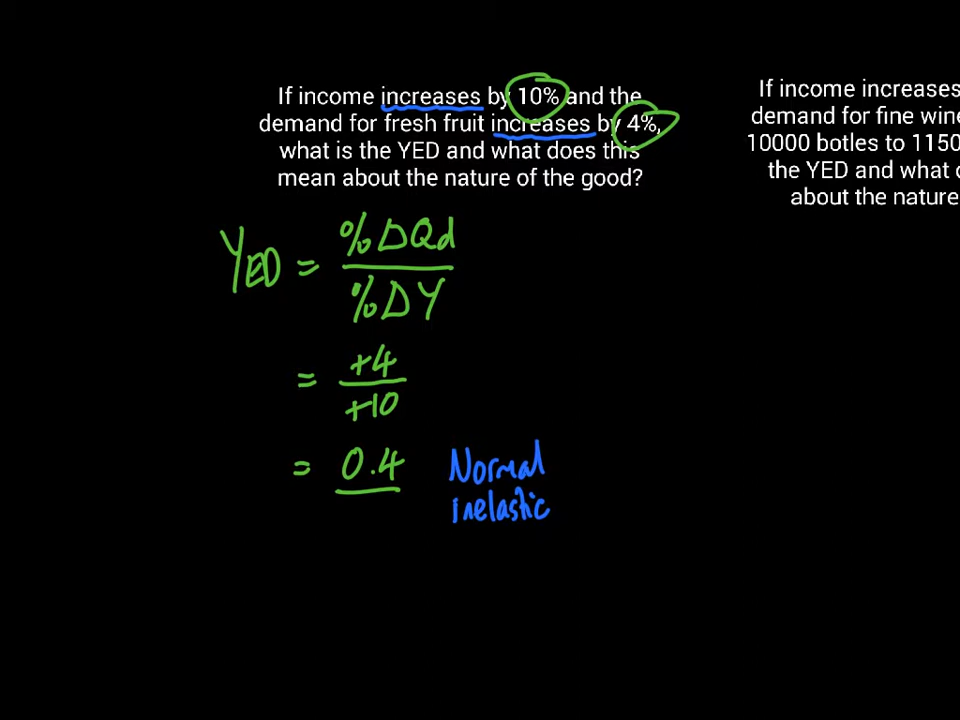 If income increases by 10% and the
demand for fresh fruit increases by 4%,
what is the YED and what does this
mean about the nature of the good?
If income increases
demand for fine wine
10000 botles to 1150
the YED and what
about the nature
YED = %ΔQd
%ΔY
= +4
+10
= 0.4 Normal
inelastic